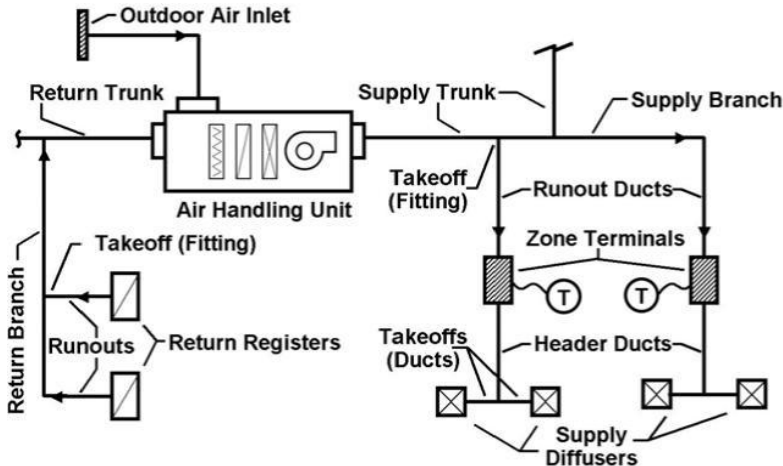 Outdoor Air Inlet
Return Trunk
Supply Trunk
Supply Branch
Air Handling Unit
Takeoff
(Fitting)
Runout Ducts
Zone Terminals
T
T
Takeoff (Fitting)
Return Branch
Runouts
Return Registers
Takeoffs
(Ducts)
Header Ducts
Supply
Diffusers